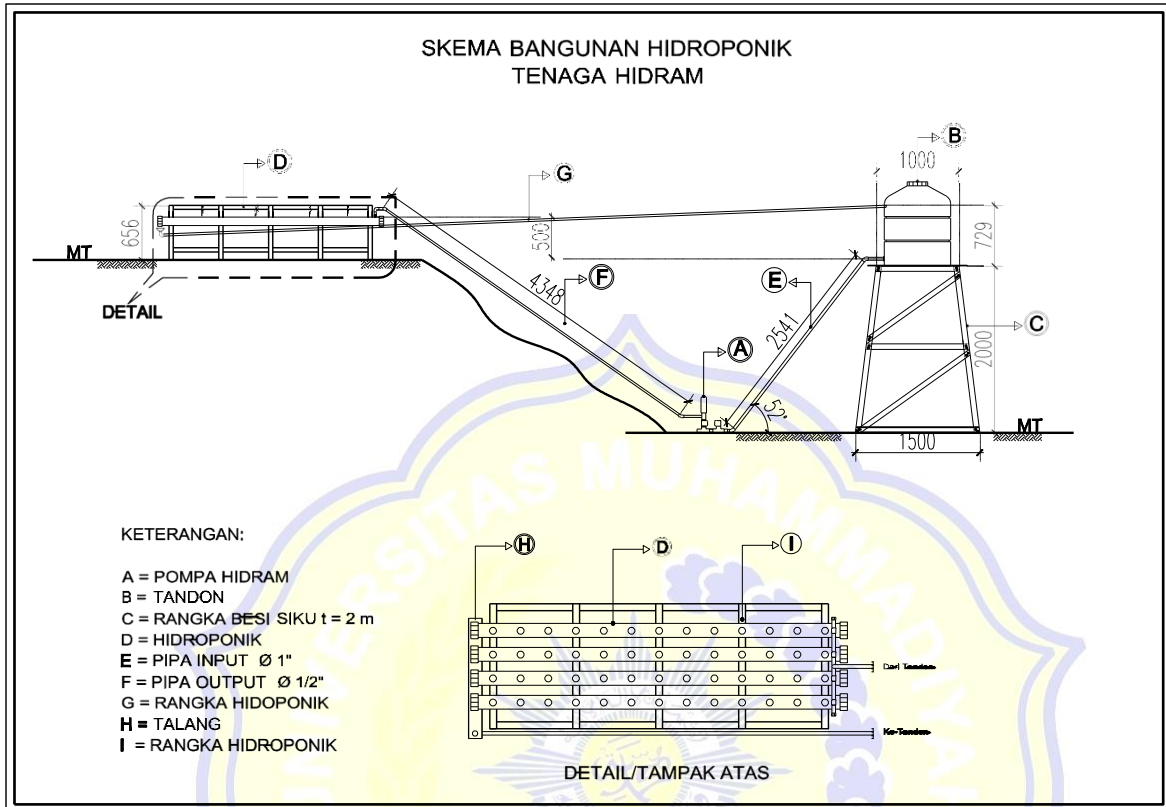 SKEMA BANGUNAN HIDROPONIK
TENAGA HIDRAM
B
1000
D
G
656
500
729
MT
F
E
4348
DETAIL
2541
C
A
2000
52°
MT
1500
UNIVERSITAS MUHAMMADIYAH
KETERANGAN:
A = POMPA HIDRAM
B = TANDON
C = RANGKA BESI SIKU t = 2 m
D = HIDROPONIK
E = PIPA INPUT Ø 1"
F = PIPA OUTPUT Ø 1/2"
G = RANGKA HIDOPONIK
H = TALANG
I = RANGKA HIDROPONIK
H
D
I
Dari Tandon
Ke Tandon
DETAIL/TAMPAK ATAS